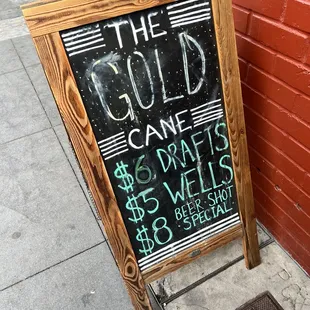 THE
GOLD
CANE
$6 DRAFTS
$5 WELLS
$8 BEER·SHOT
·SPECIAL·